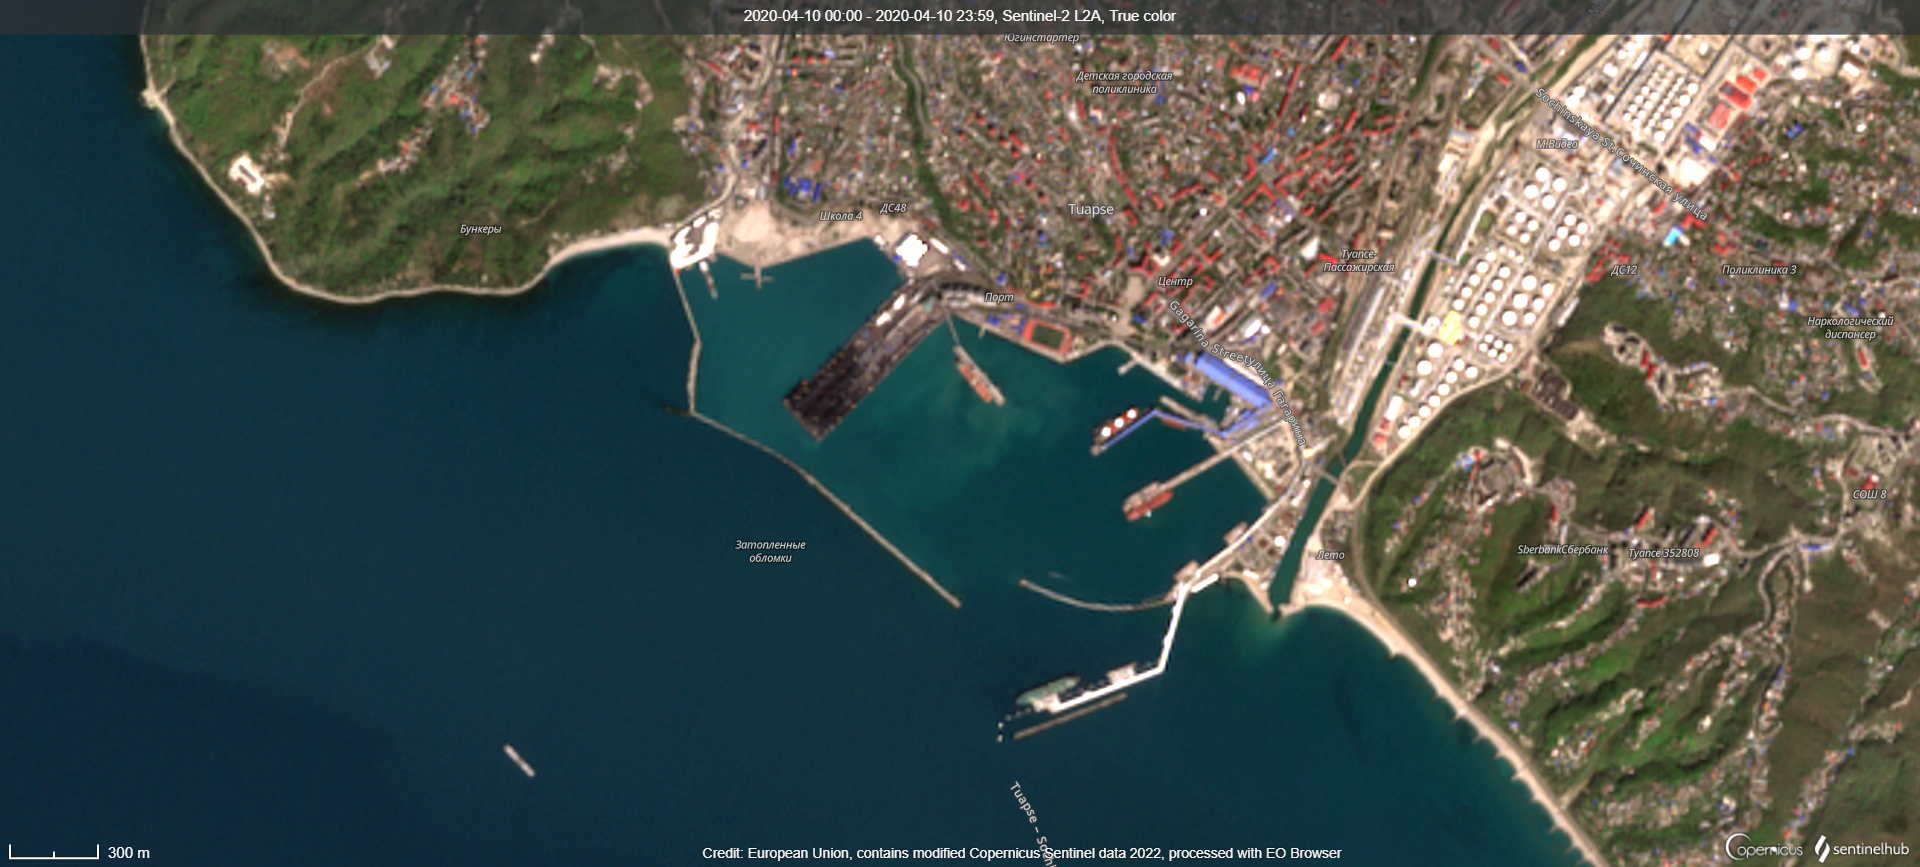 2020-04-10 00:00 - 2020-04-10 23:59, Sentinel-2 L2A, True color
Югинстартер
Детская городская
поликлиника
Sochinskaya St.Сочинская улица
М.Видео
Школа 4
ДС48
Tuapse
Бункеры
Туапсе-
Пассажирская
ДС12
Поликлиника 3
Центр
Порт
Gagarina Streetулица Гагарина
Наркологический
диспансер
СОШ 8
Затопленные
обломки
Лето
SberbankСбербанк
Туапсе 352808
Tuapse – Sochi
300 m
Credit: European Union, contains modified Copernicus Sentinel data 2022, processed with EO Browser
opernicus
sentinelhub